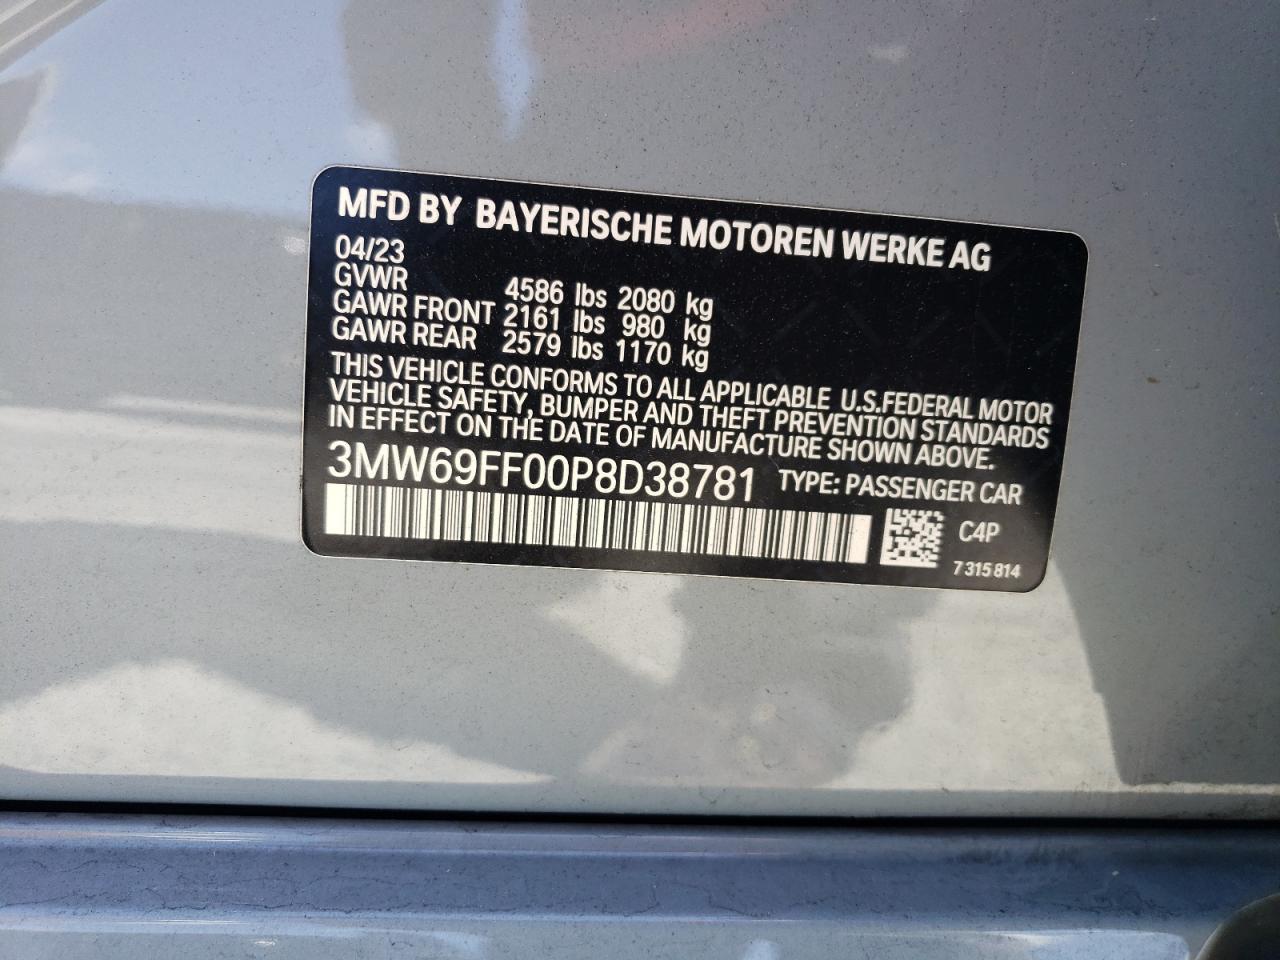 MFD BY BAYERISCHE MOTOREN WERKE AG
04/23
GVWR 4586 lbs 2080 kg
GAWR FRONT 2161 lbs 980 kg
GAWR REAR 2579 lbs 1170 kg
THIS VEHICLE CONFORMS TO ALL APPLICABLE U.S.FEDERAL MOTOR
VEHICLE SAFETY, BUMPER AND THEFT PREVENTION STANDARDS
IN EFFECT ON THE DATE OF MANUFACTURE SHOWN ABOVE.
3MW69FF00P8D38781 TYPE: PASSENGER CAR
C4P
7 315 814